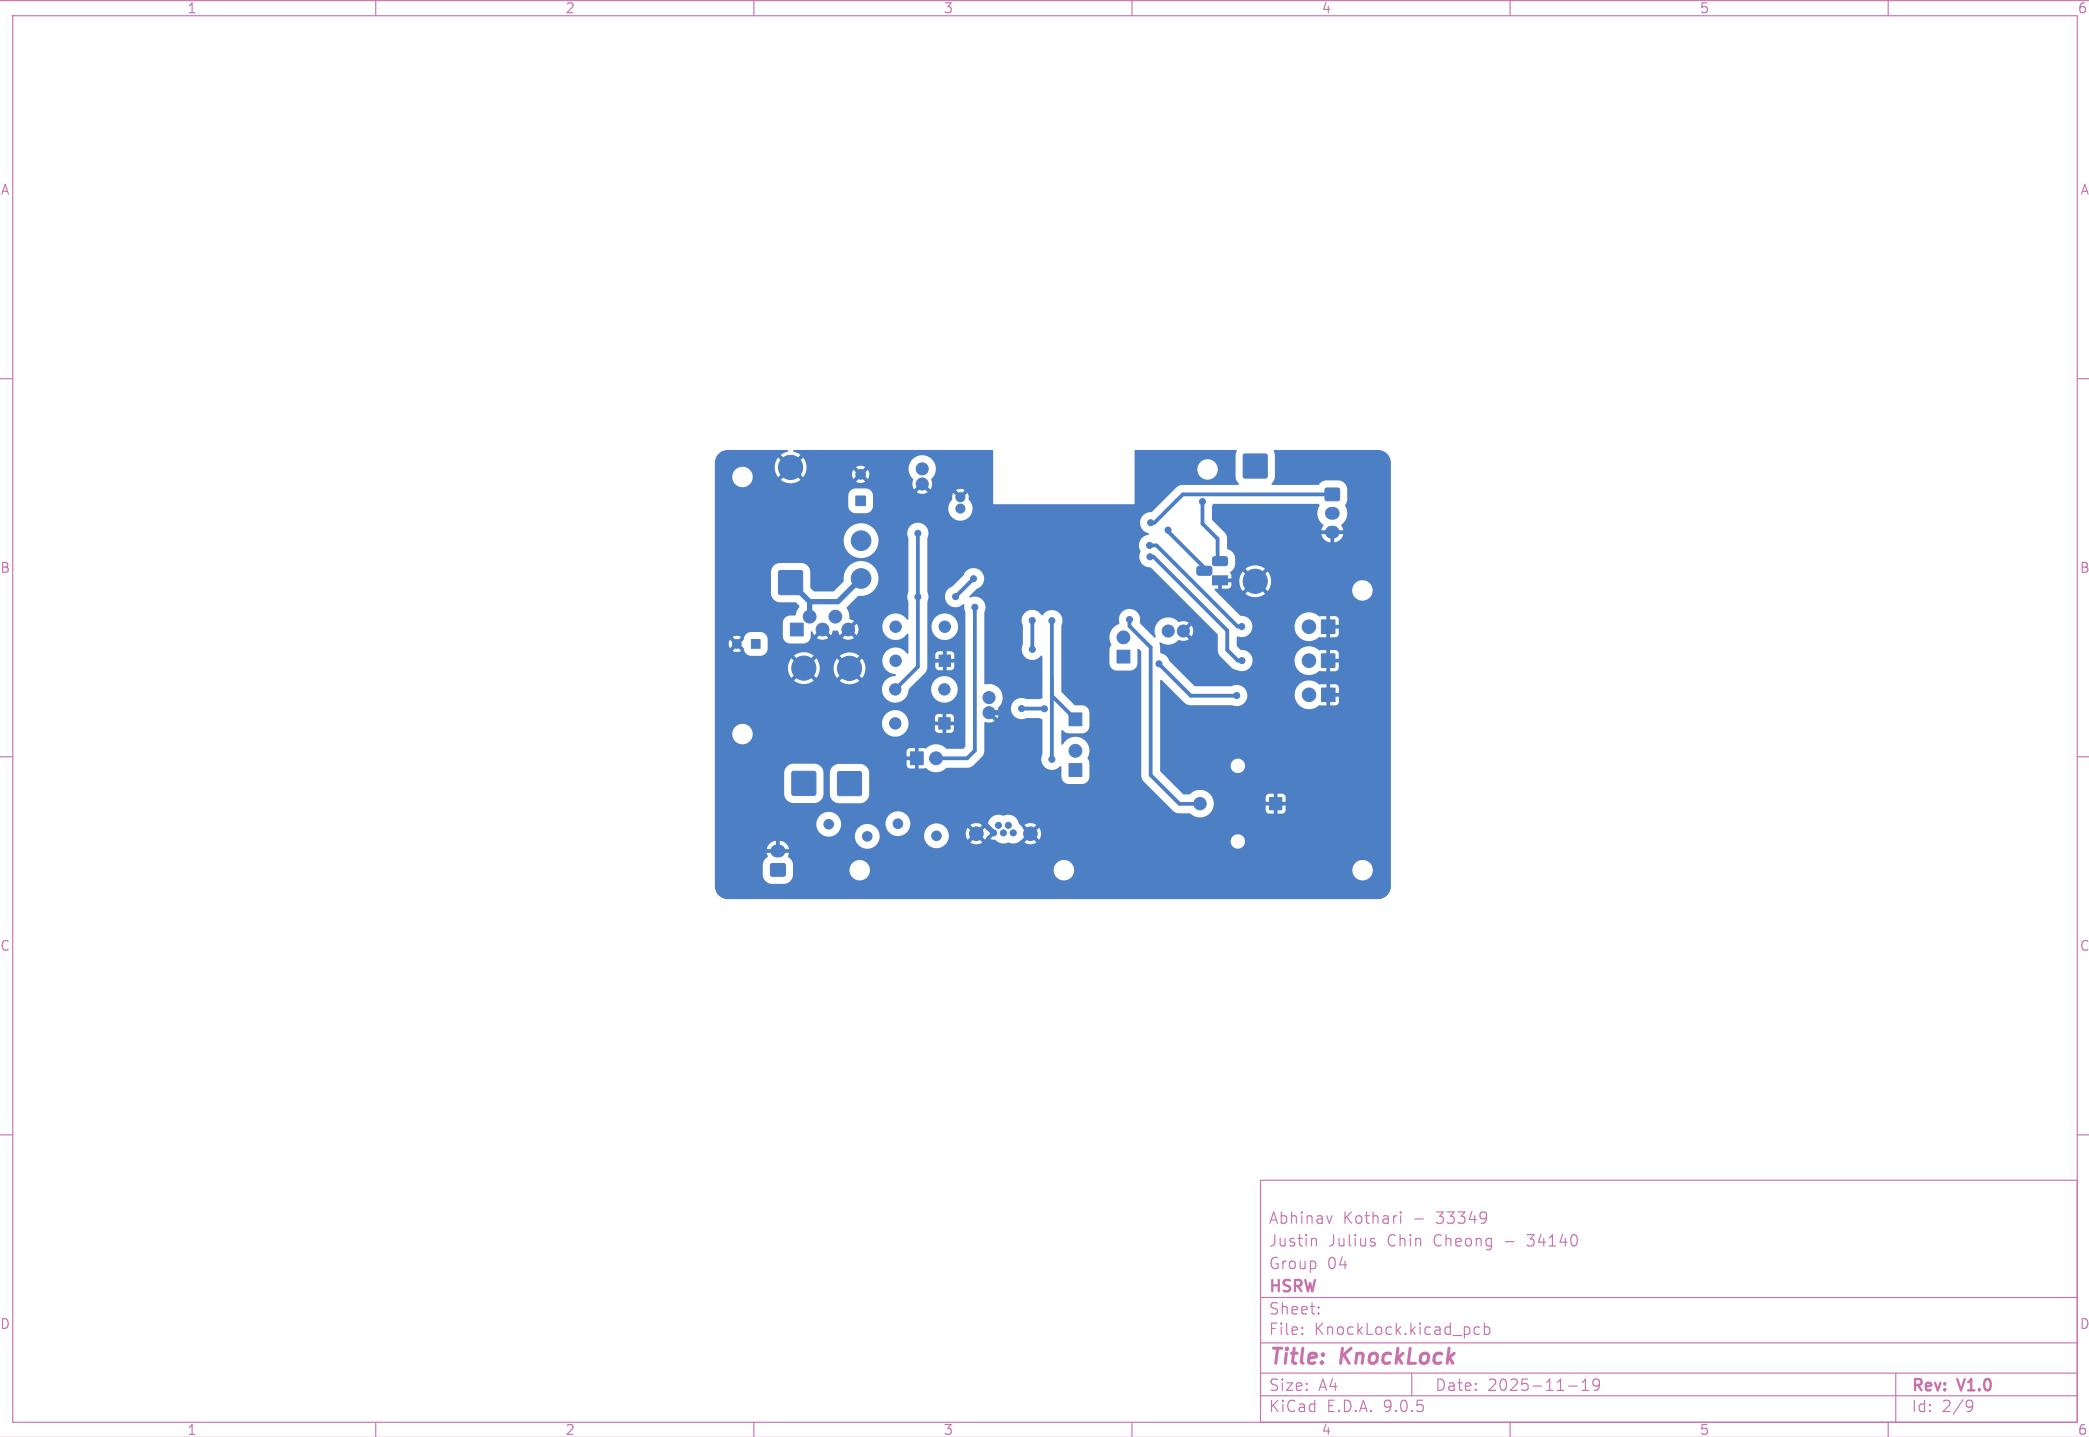 1 2 3 4 5 6
A A
B B
C C
Abhinav Kothari - 33349
Justin Julius Chin Cheong - 34140
Group 04
HSRW
Sheet:
File: KnockLock.kicad_pcb
D D
Title: KnockLock
Size: A4 Date: 2025-11-19 Rev: V1.0
KiCad E.D.A. 9.0.5 Id: 2/9
1 2 3 4 5 6